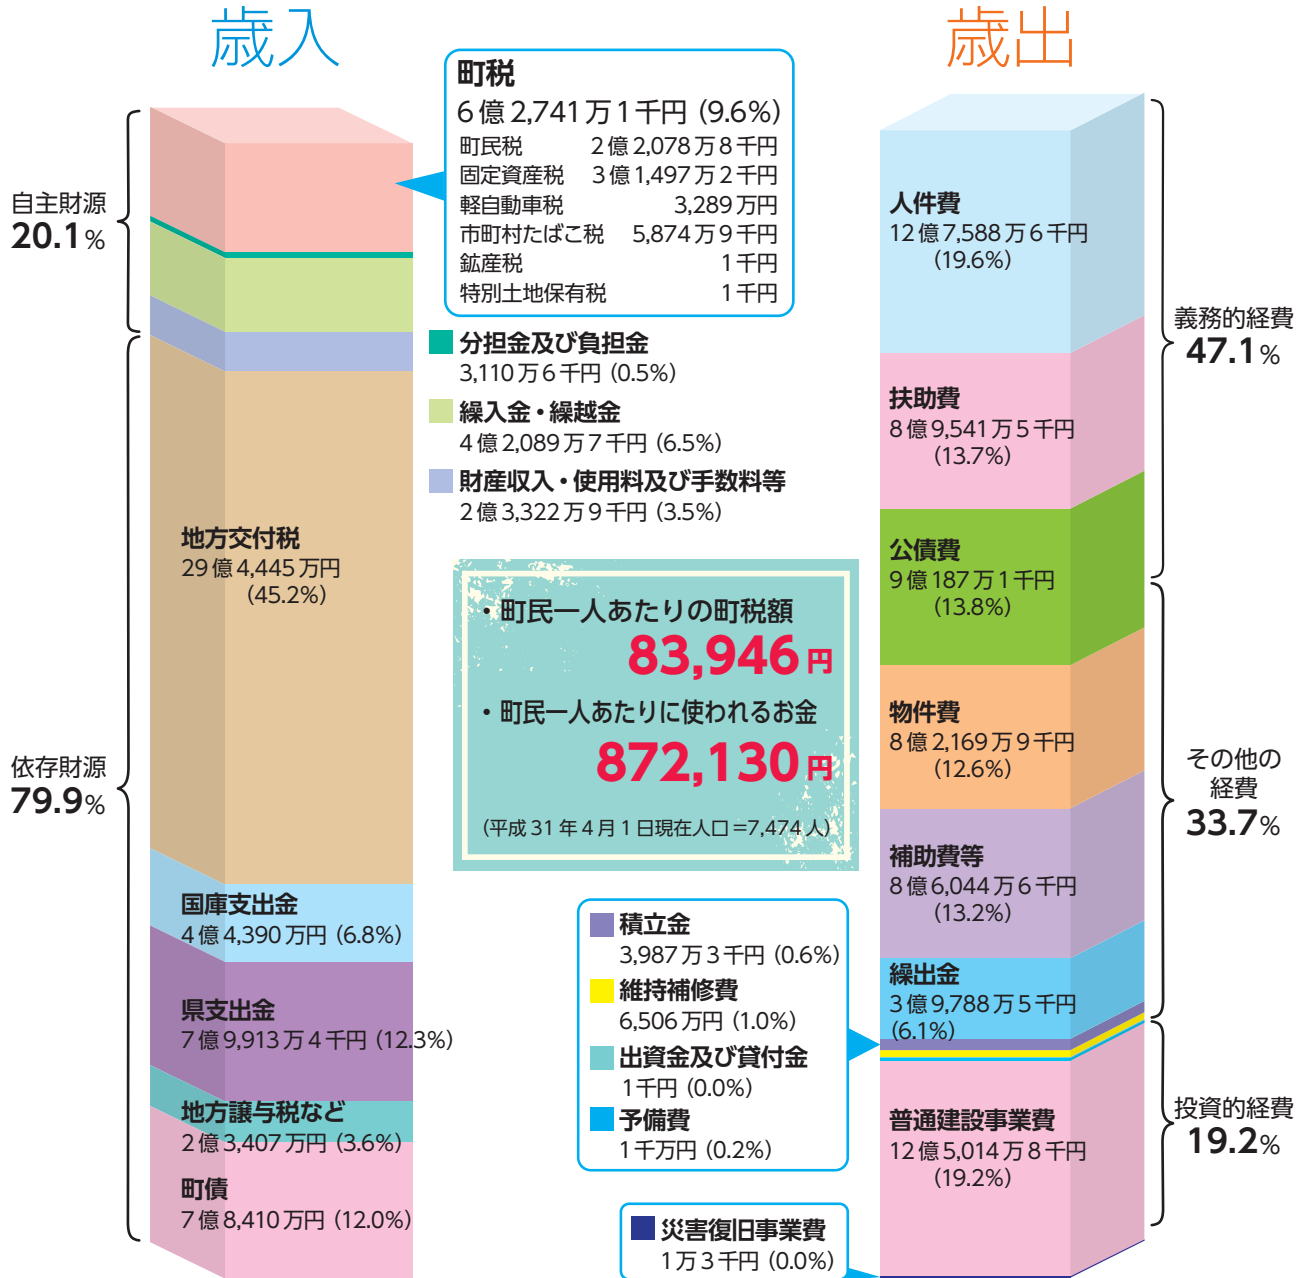 歳入
自主財源
20.1%
依存財源
79.9%
町税
6億2,741万1千円(9.6%)
町民税 2億2,078万8千円
固定資産税 3億1,497万2千円
軽自動車税 3,289万円
市町村たばこ税 5,874万9千円
鉱産税 1千円
特別土地保有税 1千円
分担金及び負担金
3,110万6千円(0.5%)
繰入金・繰越金
4億2,089万7千円(6.5%)
財産収入・使用料及び手数料等
2億3,322万9千円(3.5%)
地方交付税
29億4,445万円
(45.2%)
国庫支出金
4億4,390万円(6.8%)
県支出金
7億9,913万4千円(12.3%)
地方譲与税など
2億3,407万円(3.6%)
町債
7億8,410万円(12.0%)
・町民一人あたりの町税額
83,946円
・町民一人あたりに使われるお金
872,130円
(平成31年4月1日現在人口=7,474人)
歳出
人件費
12億7,588万6千円
(19.6%)
扶助費
8億9,541万5千円
(13.7%)
公債費
9億187万1千円
(13.8%)
物件費
8億2,169万9千円
(12.6%)
補助費等
8億6,044万6千円
(13.2%)
繰出金
3億9,788万5千円
(6.1%)
積立金
3,987万3千円(0.6%)
維持補修費
6,506万円(1.0%)
出資金及び貸付金
1千円(0.0%)
予備費
1千万円(0.2%)
普通建設事業費
12億5,014万8千円
(19.2%)
災害復旧事業費
1万3千円(0.0%)
義務的経費
47.1%
その他の
経費
33.7%
投資的経費
19.2%